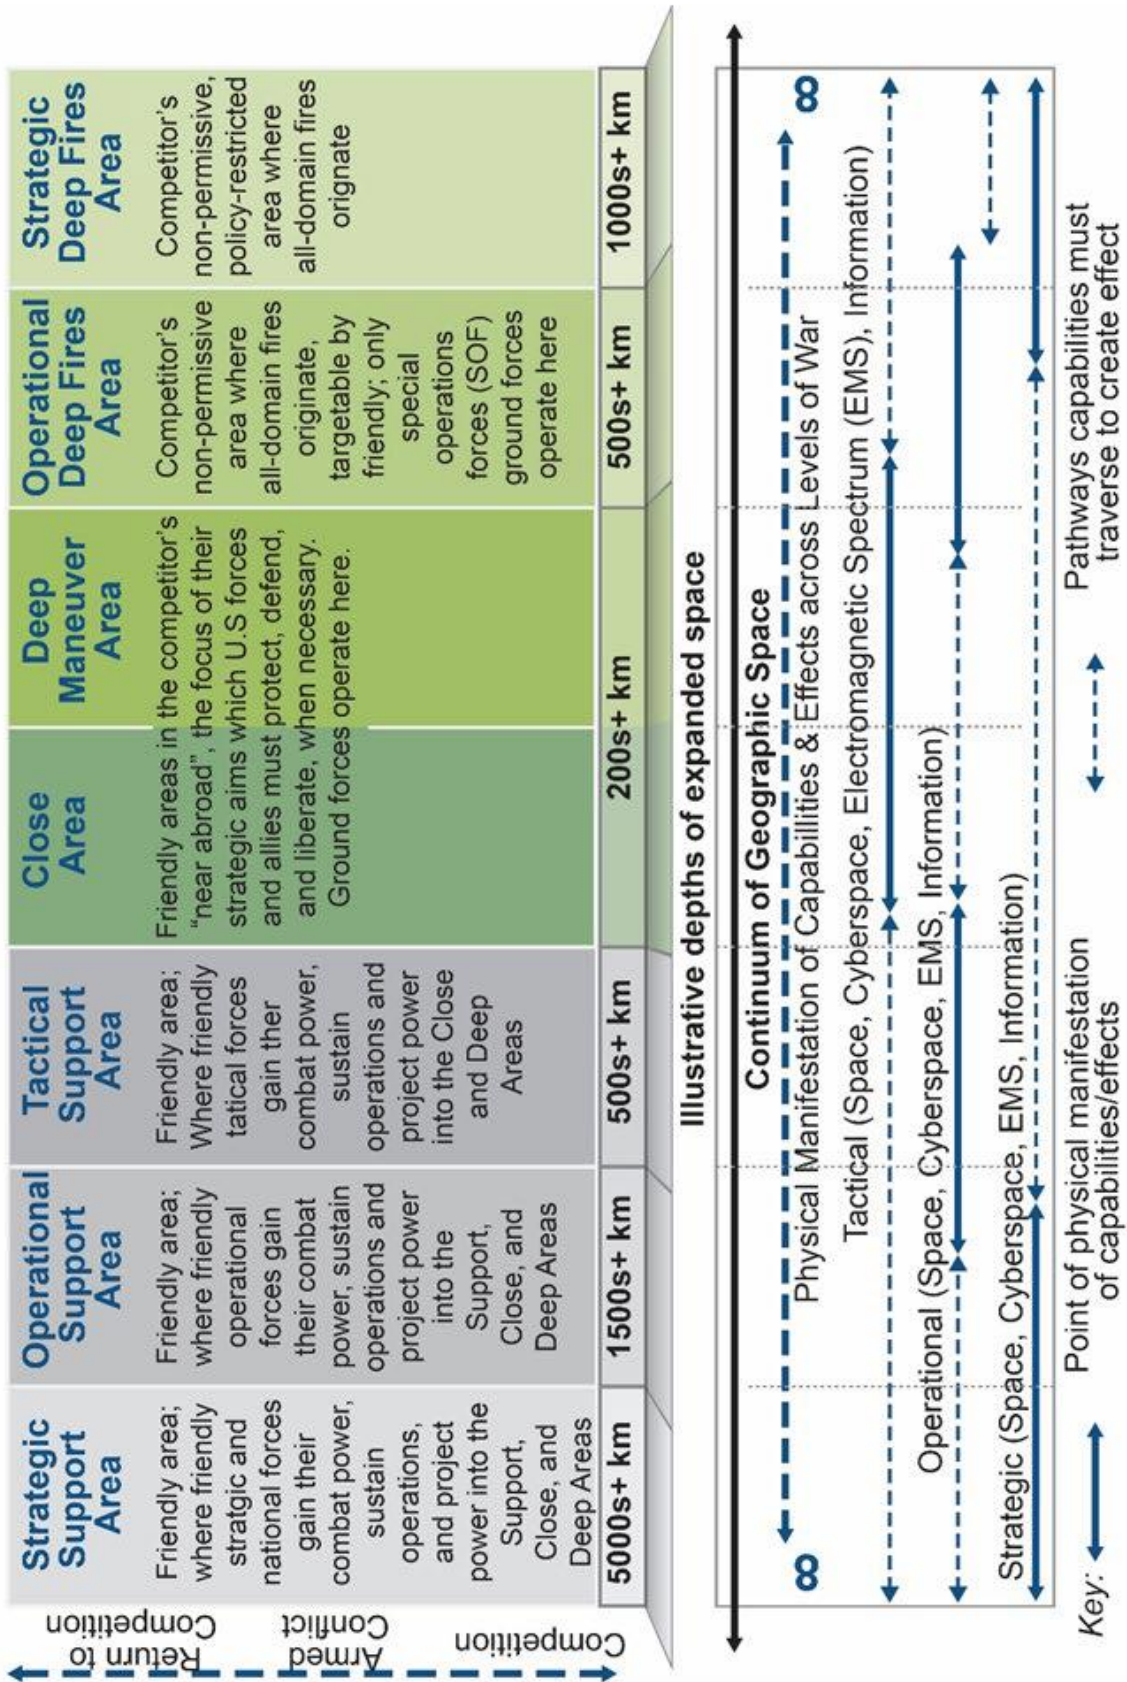 Return to
Competition
Armed
Conflict
Competition
Strategic
Support
Area
Friendly area;
where friendly
stratgic and
national forces
gain their
combat power,
sustain
operations,
and project
power into the
Support,
Close, and
Deep Areas
5000s+ km
Operational
Support
Area
Friendly area;
where friendly
operational
forces gain
their combat
power, sustain
operations and
project power
into the
Support,
Close, and
Deep Areas
1500s+ km
Tactical
Support
Area
Friendly area;
Where friendly
tatical forces
gain ther
combat power,
sustain
operations and
project power
into the Close
and Deep
Areas
500s+ km
Close
Area
Deep
Maneuver
Area
Friendly areas in the competitor's
“near abroad”, the focus of their
strategic aims which U.S forces
and allies must protect, defend,
and liberate, when necessary.
Ground forces operate here.
200s+ km
Operational
Deep Fires
Area
Competitor's
non-permissive
area where
all-domain fires
originate,
targetable by
friendly; only
special
operations
forces (SOF)
ground forces
operate here
500s+ km
Strategic
Deep Fires
Area
Competitor's
non-permissive,
policy-restricted
area where
all-domain fires
orignate
1000s+ km
Illustrative depths of expanded space
Continuum of Geographic Space
∞ Physical Manifestation of Capabillities & Effects across Levels of War ∞
Tactical (Space, Cyberspace, Electromagnetic Spectrum (EMS), Information)
Operational (Space, Cyberspace, EMS, Information)
Strategic (Space, Cyberspace, EMS, Information)
Key:
Point of physical manifestation
of capabilities/effects
Pathways capabilities must
traverse to create effect